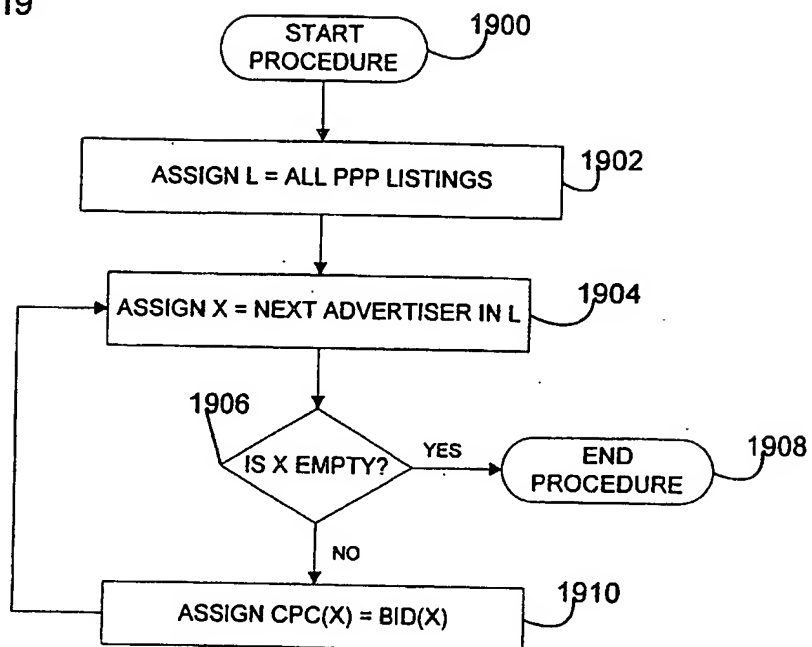 19
START
PROCEDURE
1900
ASSIGN L = ALL PPP LISTINGS
1902
ASSIGN X = NEXT ADVERTISER IN L
1904
1906
IS X EMPTY?
YES
END
PROCEDURE
1908
NO
ASSIGN CPC(X) = BID(X)
1910